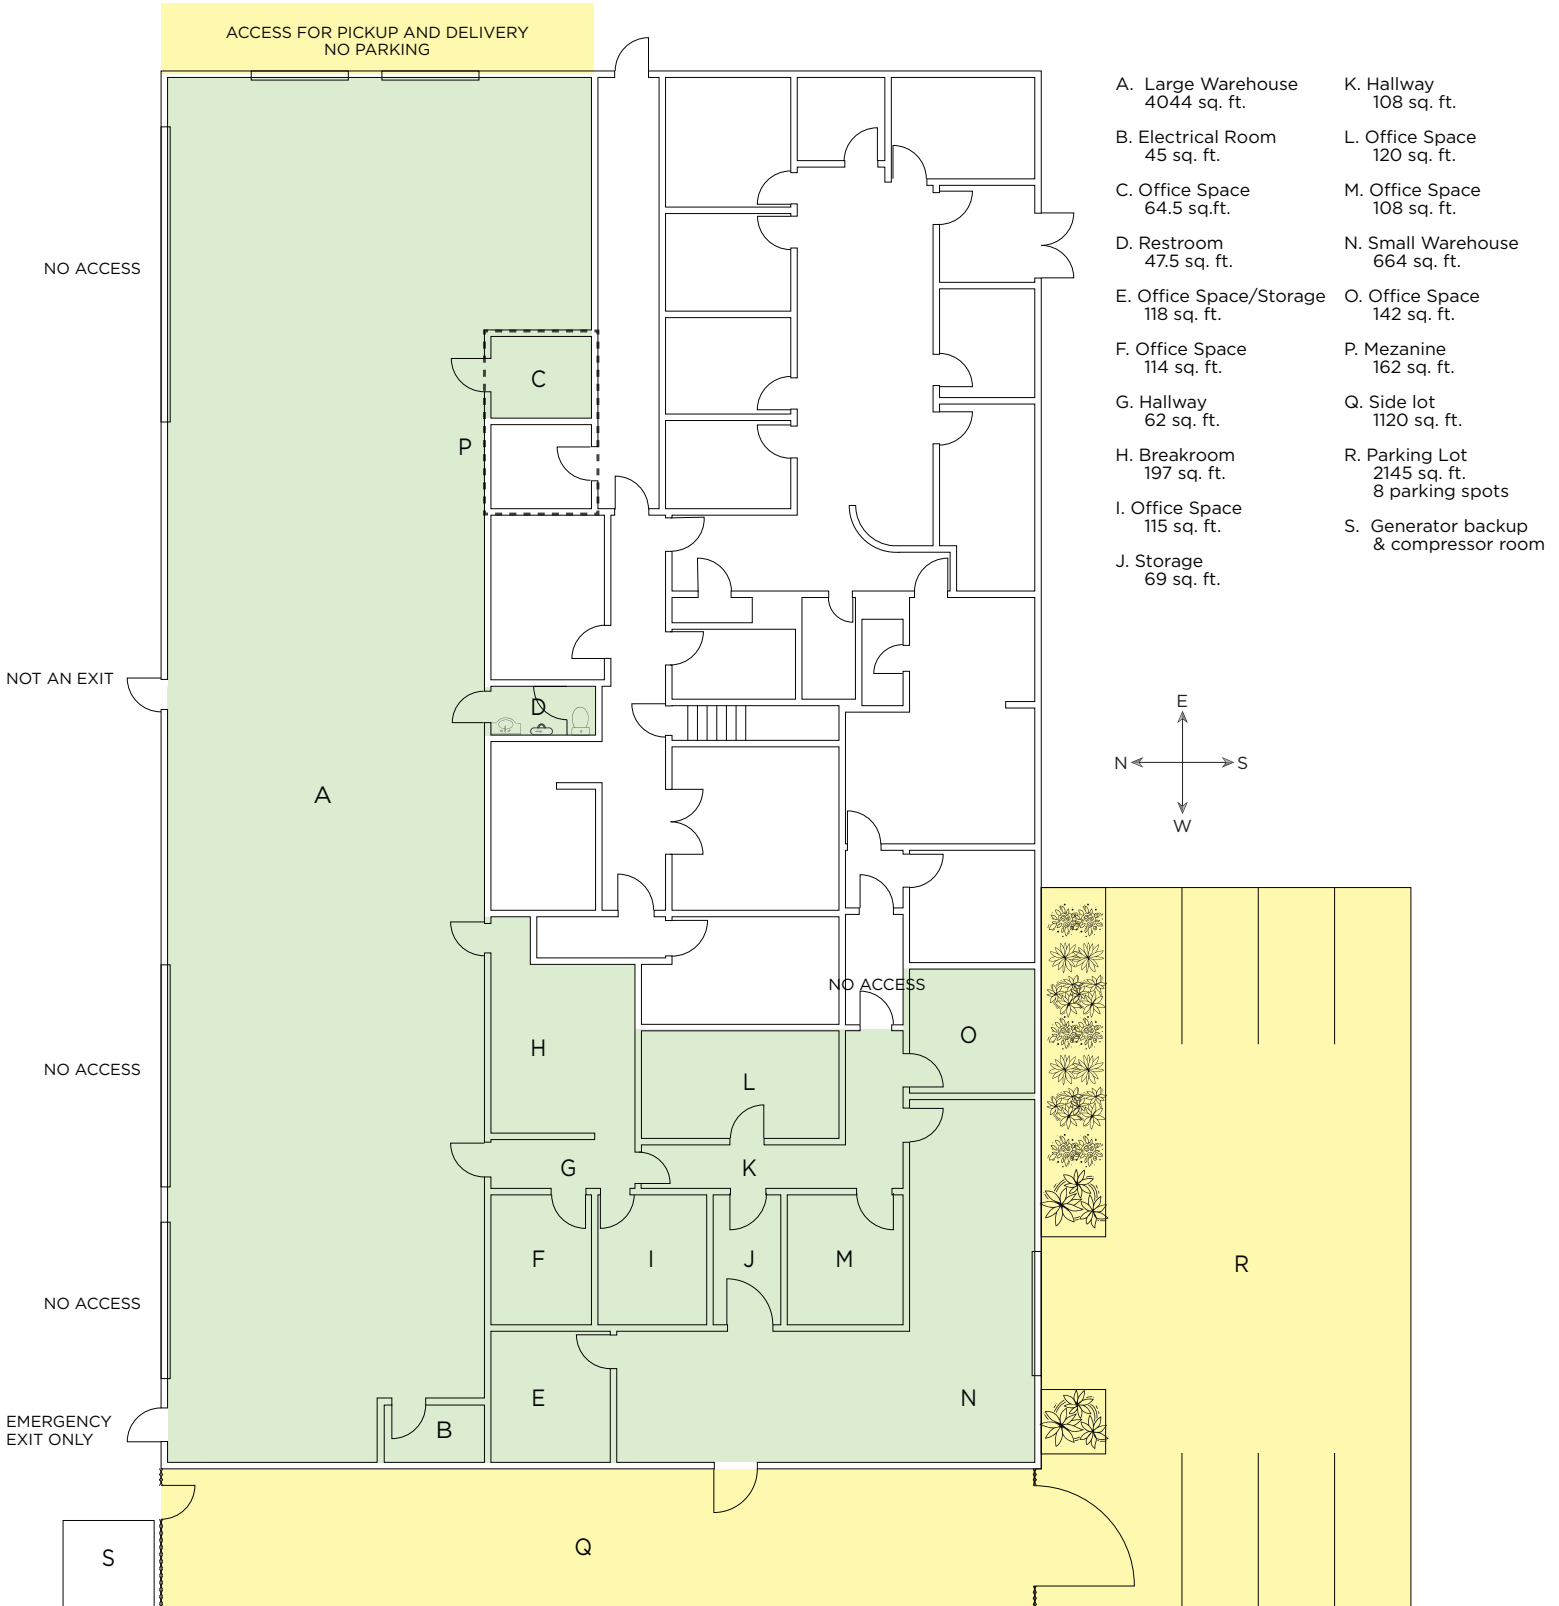 ACCESS FOR PICKUP AND DELIVERY
NO PARKING
A. Large Warehouse
4044 sq. ft.
B. Electrical Room
45 sq. ft.
C. Office Space
64.5 sq.ft.
D. Restroom
47.5 sq. ft.
E. Office Space/Storage
118 sq. ft.
F. Office Space
114 sq. ft.
G. Hallway
62 sq. ft.
H. Breakroom
197 sq. ft.
I. Office Space
115 sq. ft.
J. Storage
69 sq. ft.
K. Hallway
108 sq. ft.
L. Office Space
120 sq. ft.
M. Office Space
108 sq. ft.
N. Small Warehouse
664 sq. ft.
O. Office Space
142 sq. ft.
P. Mezanine
162 sq. ft.
Q. Side lot
1120 sq. ft.
R. Parking Lot
2145 sq. ft.
8 parking spots
S. Generator backup
& compressor room
NO ACCESS
C
P
NOT AN EXIT
D
E
N
S
W
A
NO ACCESS
O
H
L
NO ACCESS
G
K
F
I
J
M
R
NO ACCESS
E
N
EMERGENCY
EXIT ONLY
B
Q
S